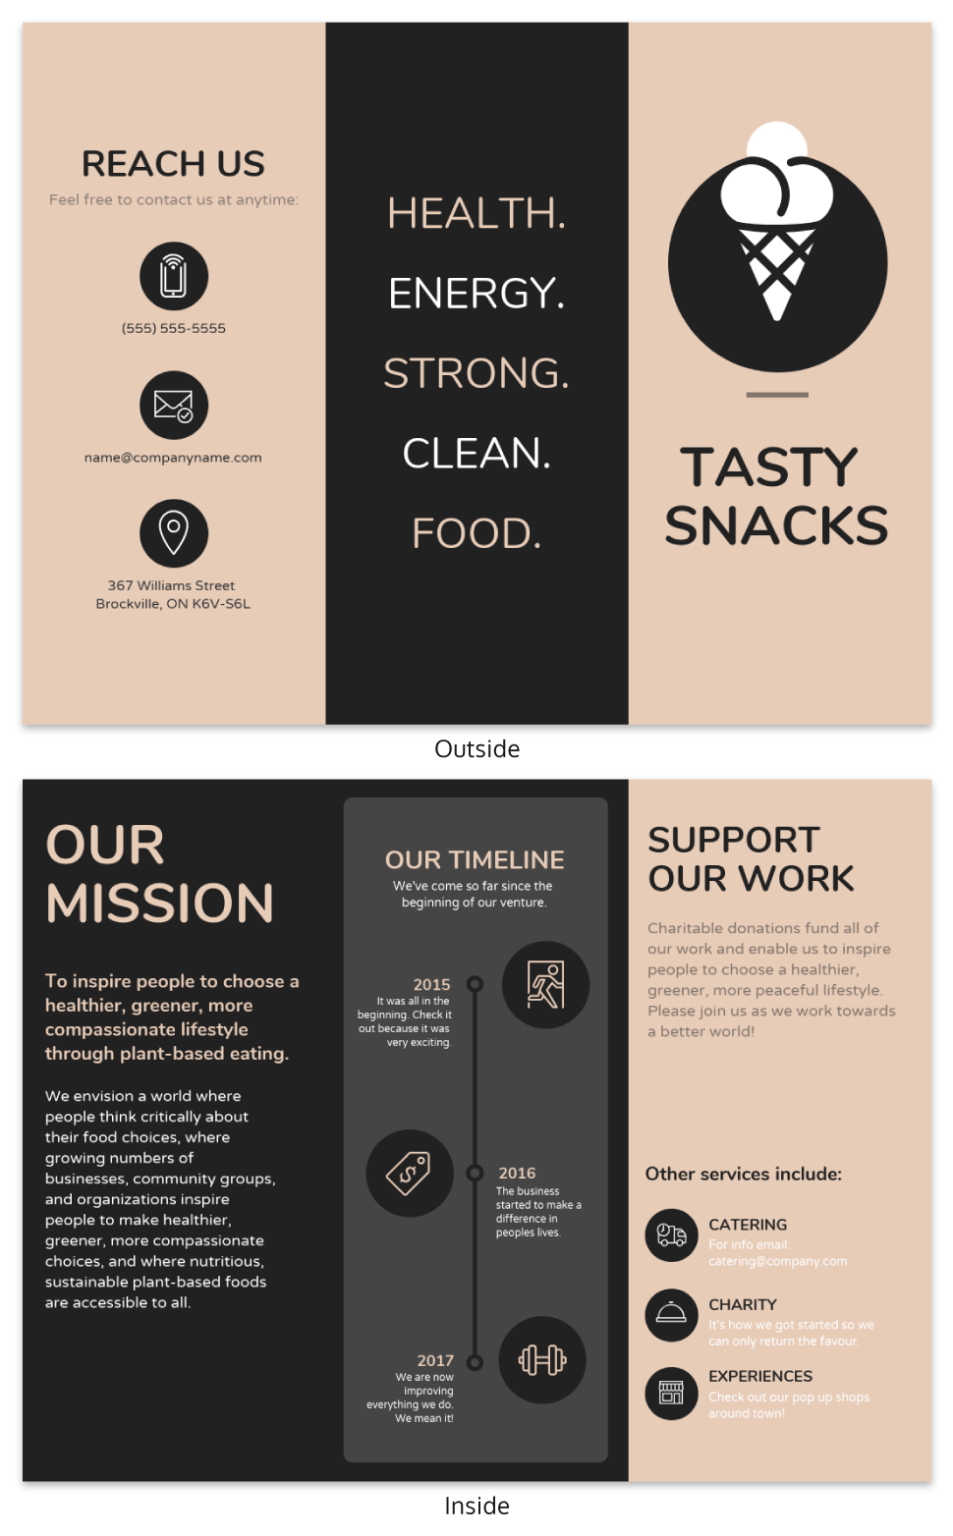 REACH US
Feel free to contact us at anytime:
(555) 555-5555
name@companyname.com
367 Williams Street
Brockville, ON K6V-S6L
HEALTH.
ENERGY.
STRONG.
CLEAN.
FOOD.
TASTY
SNACKS
Outside
OUR
MISSION
To inspire people to choose a
healthier, greener, more
compassionate lifestyle
through plant-based eating.
We envision a world where
people think critically about
their food choices, where
growing numbers of
businesses, community groups,
and organizations inspire
people to make healthier,
greener, more compassionate
choices, and where nutritious,
sustainable plant-based foods
are accessible to all.
OUR TIMELINE
We've come so far since the
beginning of our venture.
2015
It was all in the
beginning. Check it
out because it was
very exciting.
2016
The business
started to make a
difference in
peoples lives.
2017
We are now
improving
everything we do.
We mean it!
SUPPORT
OUR WORK
Charitable donations fund all of
our work and enable us to inspire
people to choose a healthier,
greener, more peaceful lifestyle.
Please join us as we work towards
a better world!
Other services include:
CATERING
For info email:
catering@company.com
CHARITY
It's how we got started so we
can only return the favour.
EXPERIENCES
Check out our pop up shops
around town!
Inside